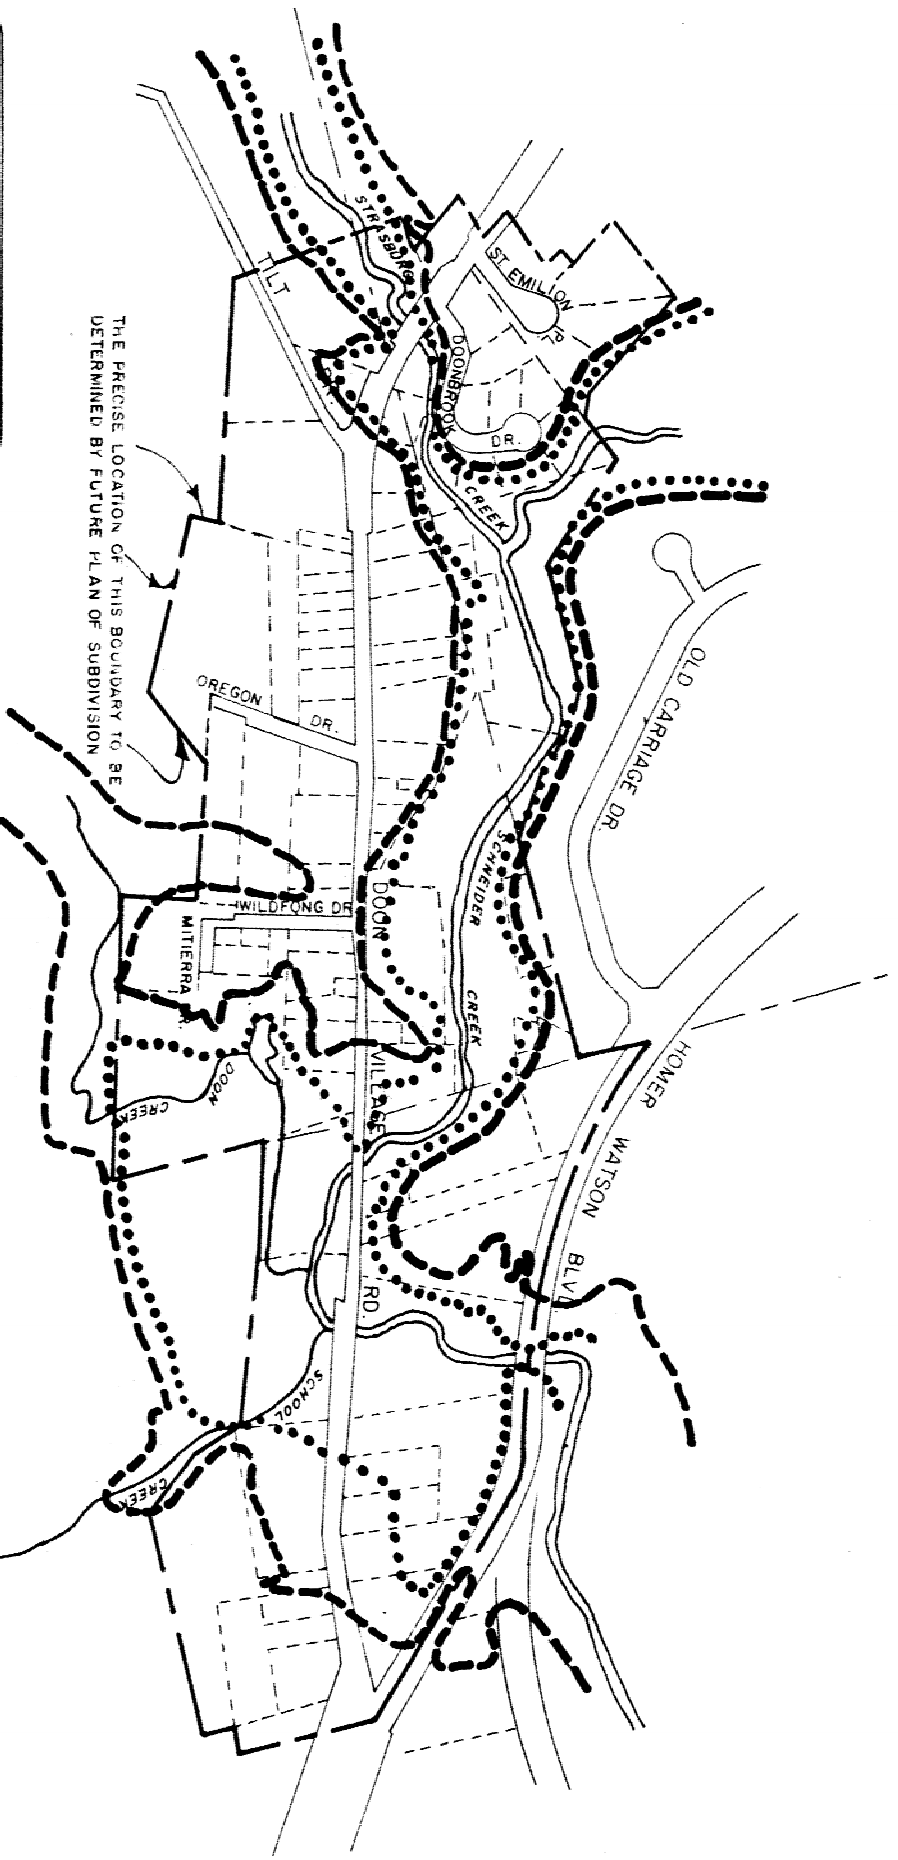 STRASBURG
CREEK
ST. EMILION
DOONBROOK
DR.
TILT
THE PRECISE LOCATION OF THIS BOUNDARY TO BE
DETERMINED BY FUTURE PLAN OF SUBDIVISION
OREGON DR.
OLD CARRIAGE DR.
SCHNEIDER
CREEK
WILDFONG DR
MITIERRA
DOON
VILLAGE
RD.
DOON
CREEK
HOMER
WATSON
BLVD
SCHOOL
CREEK